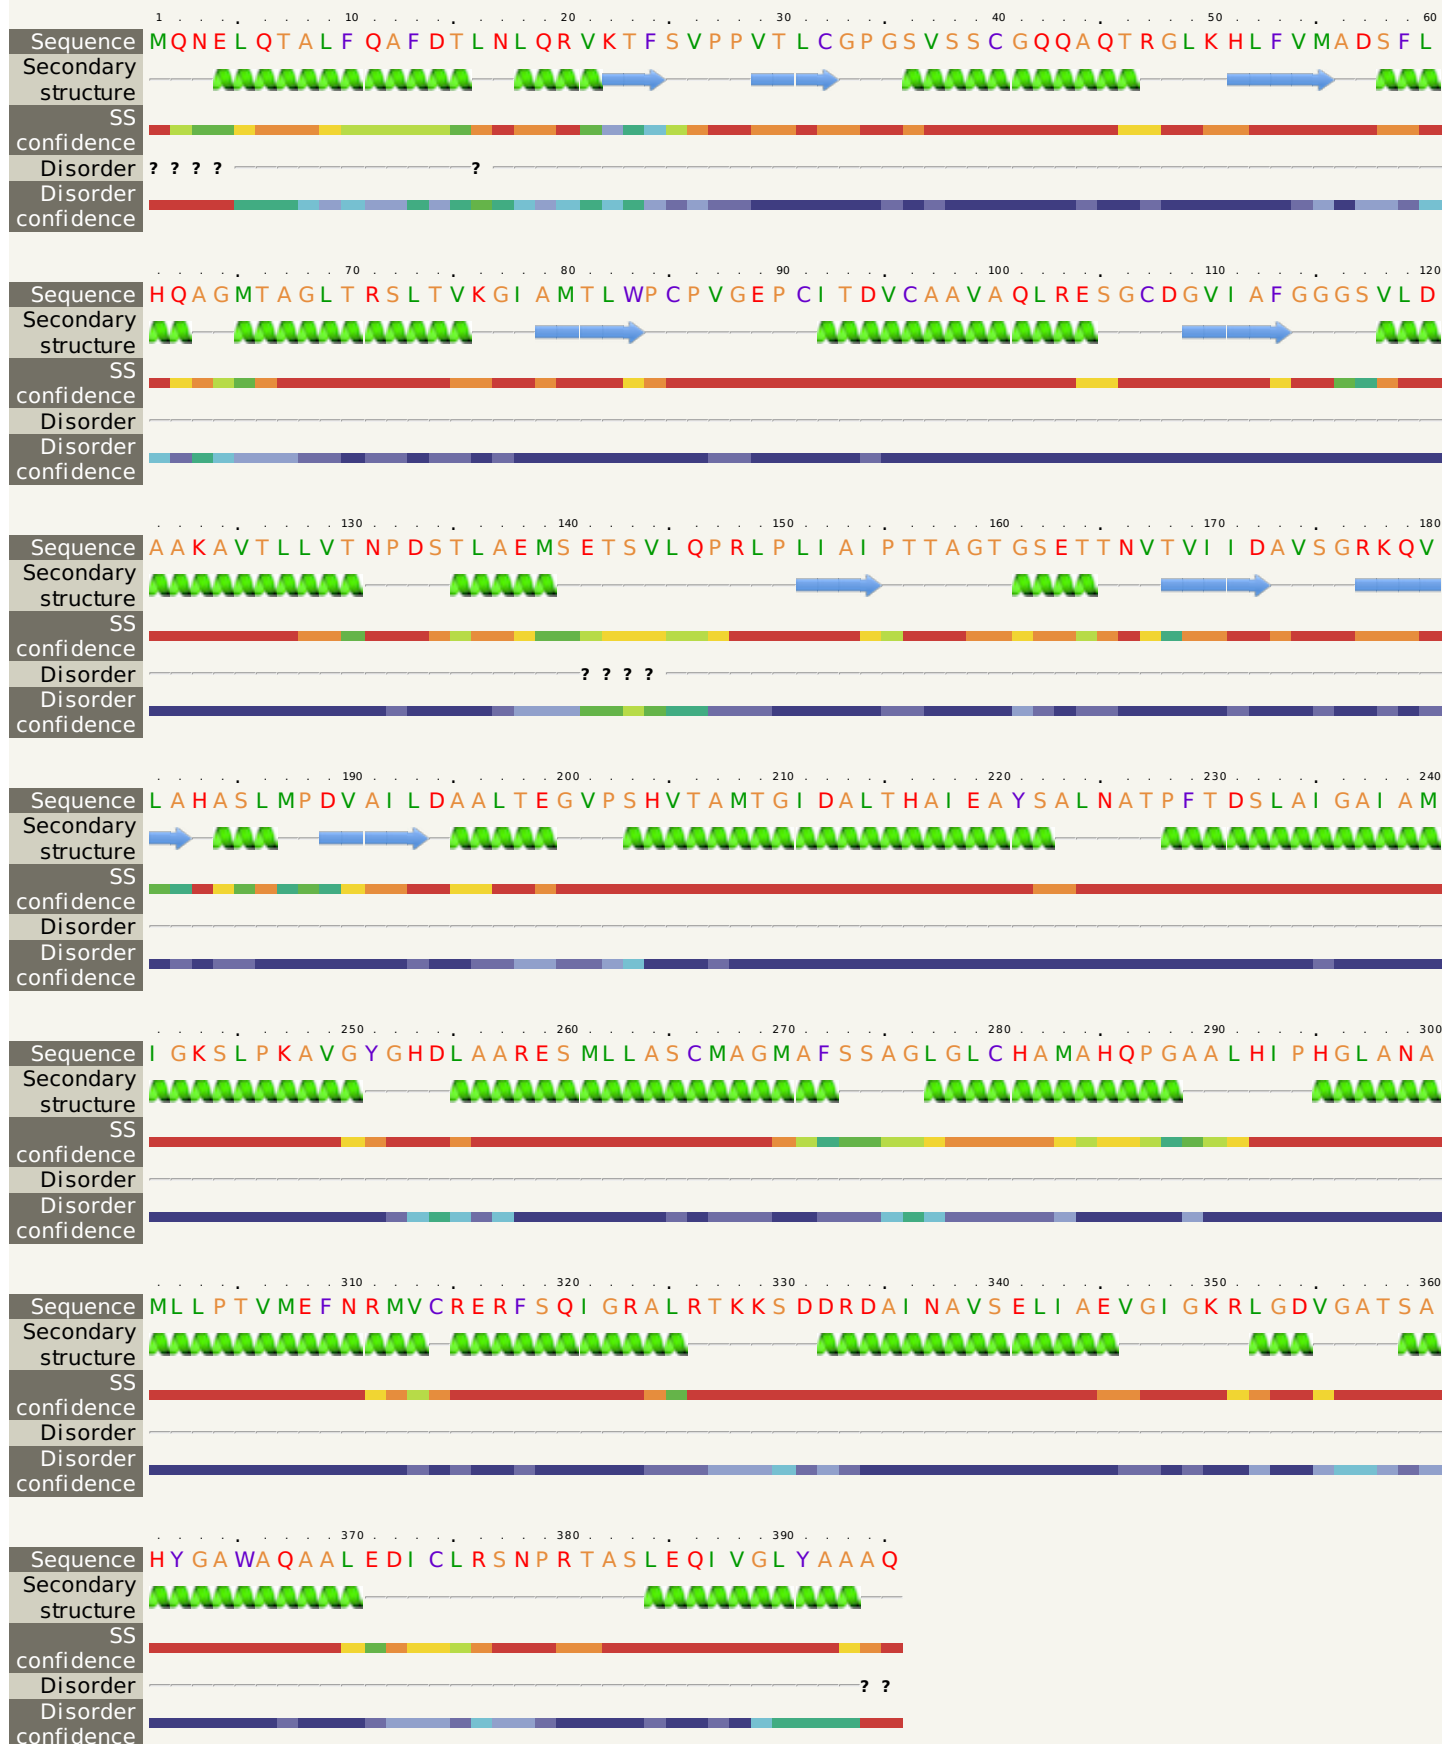 1 10 20 30 40 50 60
Sequence MQNELQTALFQAFDTLNLQRVKTFSVPPVTLCGPGSVSSCGQQAQTRGLKHLFVMADSFL
Secondary
structure
SS
confidence
Disorder ? ? ? ? ?
Disorder
confidence
70 80 90 100 110 120
Sequence HQAGMTAGLTRSLTVKGIAMTLWPCPVGEPCITDVCAAVAQLRESGCDGVIAFGGGSVLD
Secondary
structure
SS
confidence
Disorder
Disorder
confidence
130 140 150 160 170 180
Sequence AAKAVTLLVTNPDSTLAEMSETSVLQPRLPLIAIPTTAGTGSETTNVTVIIDAVSGRKQV
Secondary
structure
SS
confidence
Disorder ? ? ? ?
Disorder
confidence
190 200 210 220 230 240
Sequence LAHASLMPDVAILDAALTEGVPSHVTAMTGIDALTHAIEAYSALNATPFTDSLAIGAIAM
Secondary
structure
SS
confidence
Disorder
Disorder
confidence
250 260 270 280 290 300
Sequence IGKSLPKAVGYGHDLAARESMLLASCMAGMAFSSAGLGLCHAMAHQPGAALHIPHGLANA
Secondary
structure
SS
confidence
Disorder
Disorder
confidence
310 320 330 340 350 360
Sequence MLLPTVMEFNRMVCRERFSQIGRALRTKKSDDRDAINAVSELIAEVGIGKRLGDVGATSA
Secondary
structure
SS
confidence
Disorder
Disorder
confidence
370 380 390
Sequence HYGAWAQAALEDICLRSNPRTASLEQIVGLYAAAQ
Secondary
structure
SS
confidence
Disorder ? ?
Disorder
confidence